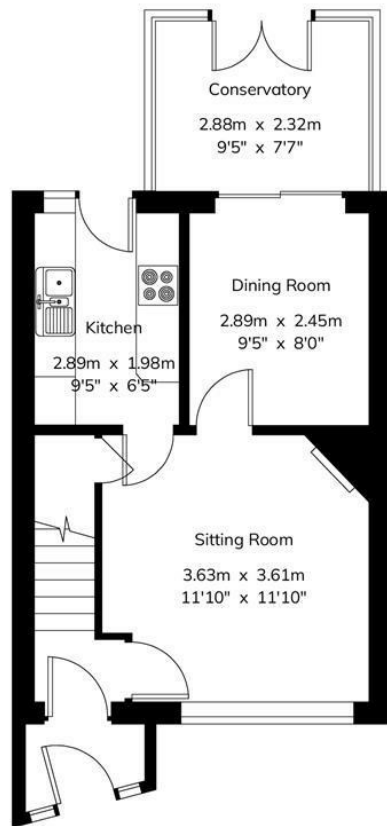 Conservatory
2.88m x 2.32m
9'5" x 7'7"
Dining Room
2.89m x 2.45m
9'5" x 8'0"
Kitchen
2.89m x 1.98m
9'5" x 6'5"
Sitting Room
3.63m x 3.61m
11'10" x 11'10"